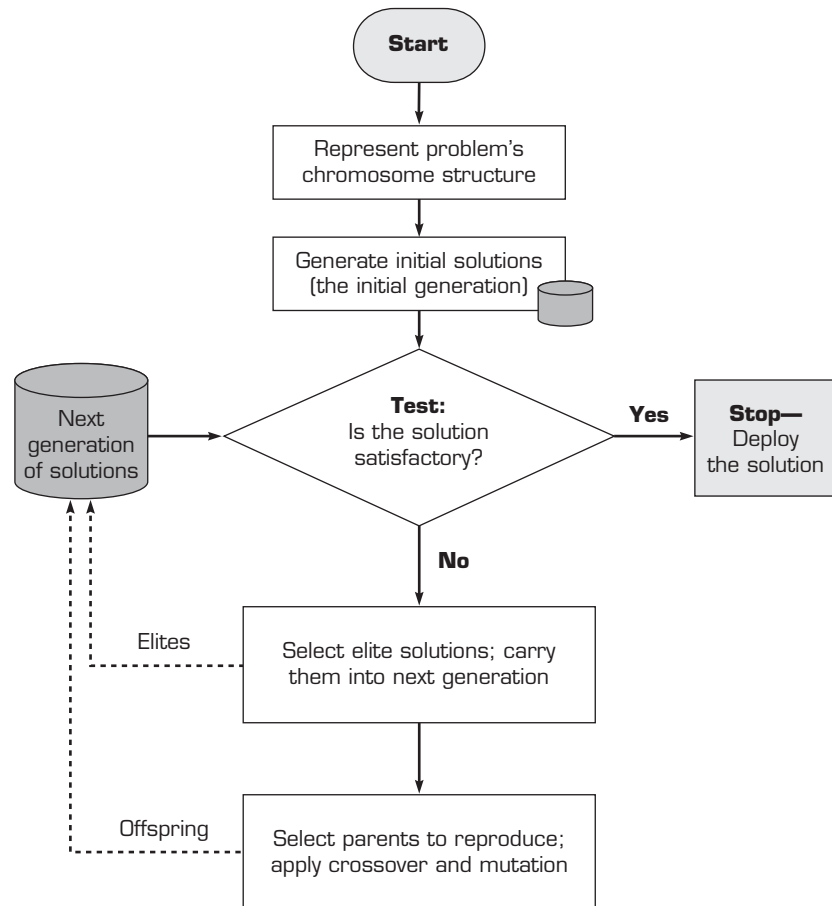 Start
Represent problem's
chromosome structure
Generate initial solutions
(the initial generation)
Next
generation
of solutions
Test:
Is the solution
satisfactory?
Yes
Stop—
Deploy
the solution
No
Elites
Select elite solutions; carry
them into next generation
Offspring
Select parents to reproduce;
apply crossover and mutation